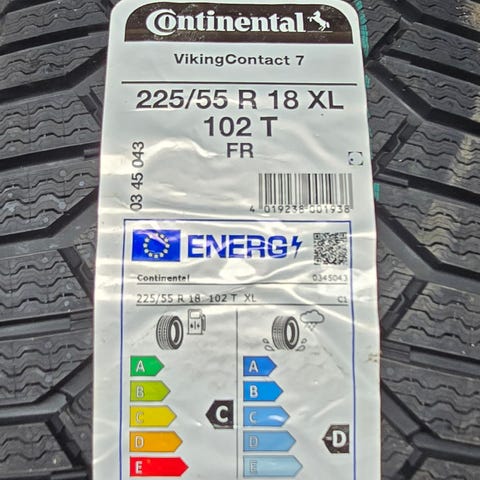 Continental
VikingContact 7
225/55 R 18 XL
102 T
FR
03 45 043
4 019238 001938
ENERG
Continental 0345043
225/55 R 18 102 T XL C1
A A
B B
C C C
D D D
E E